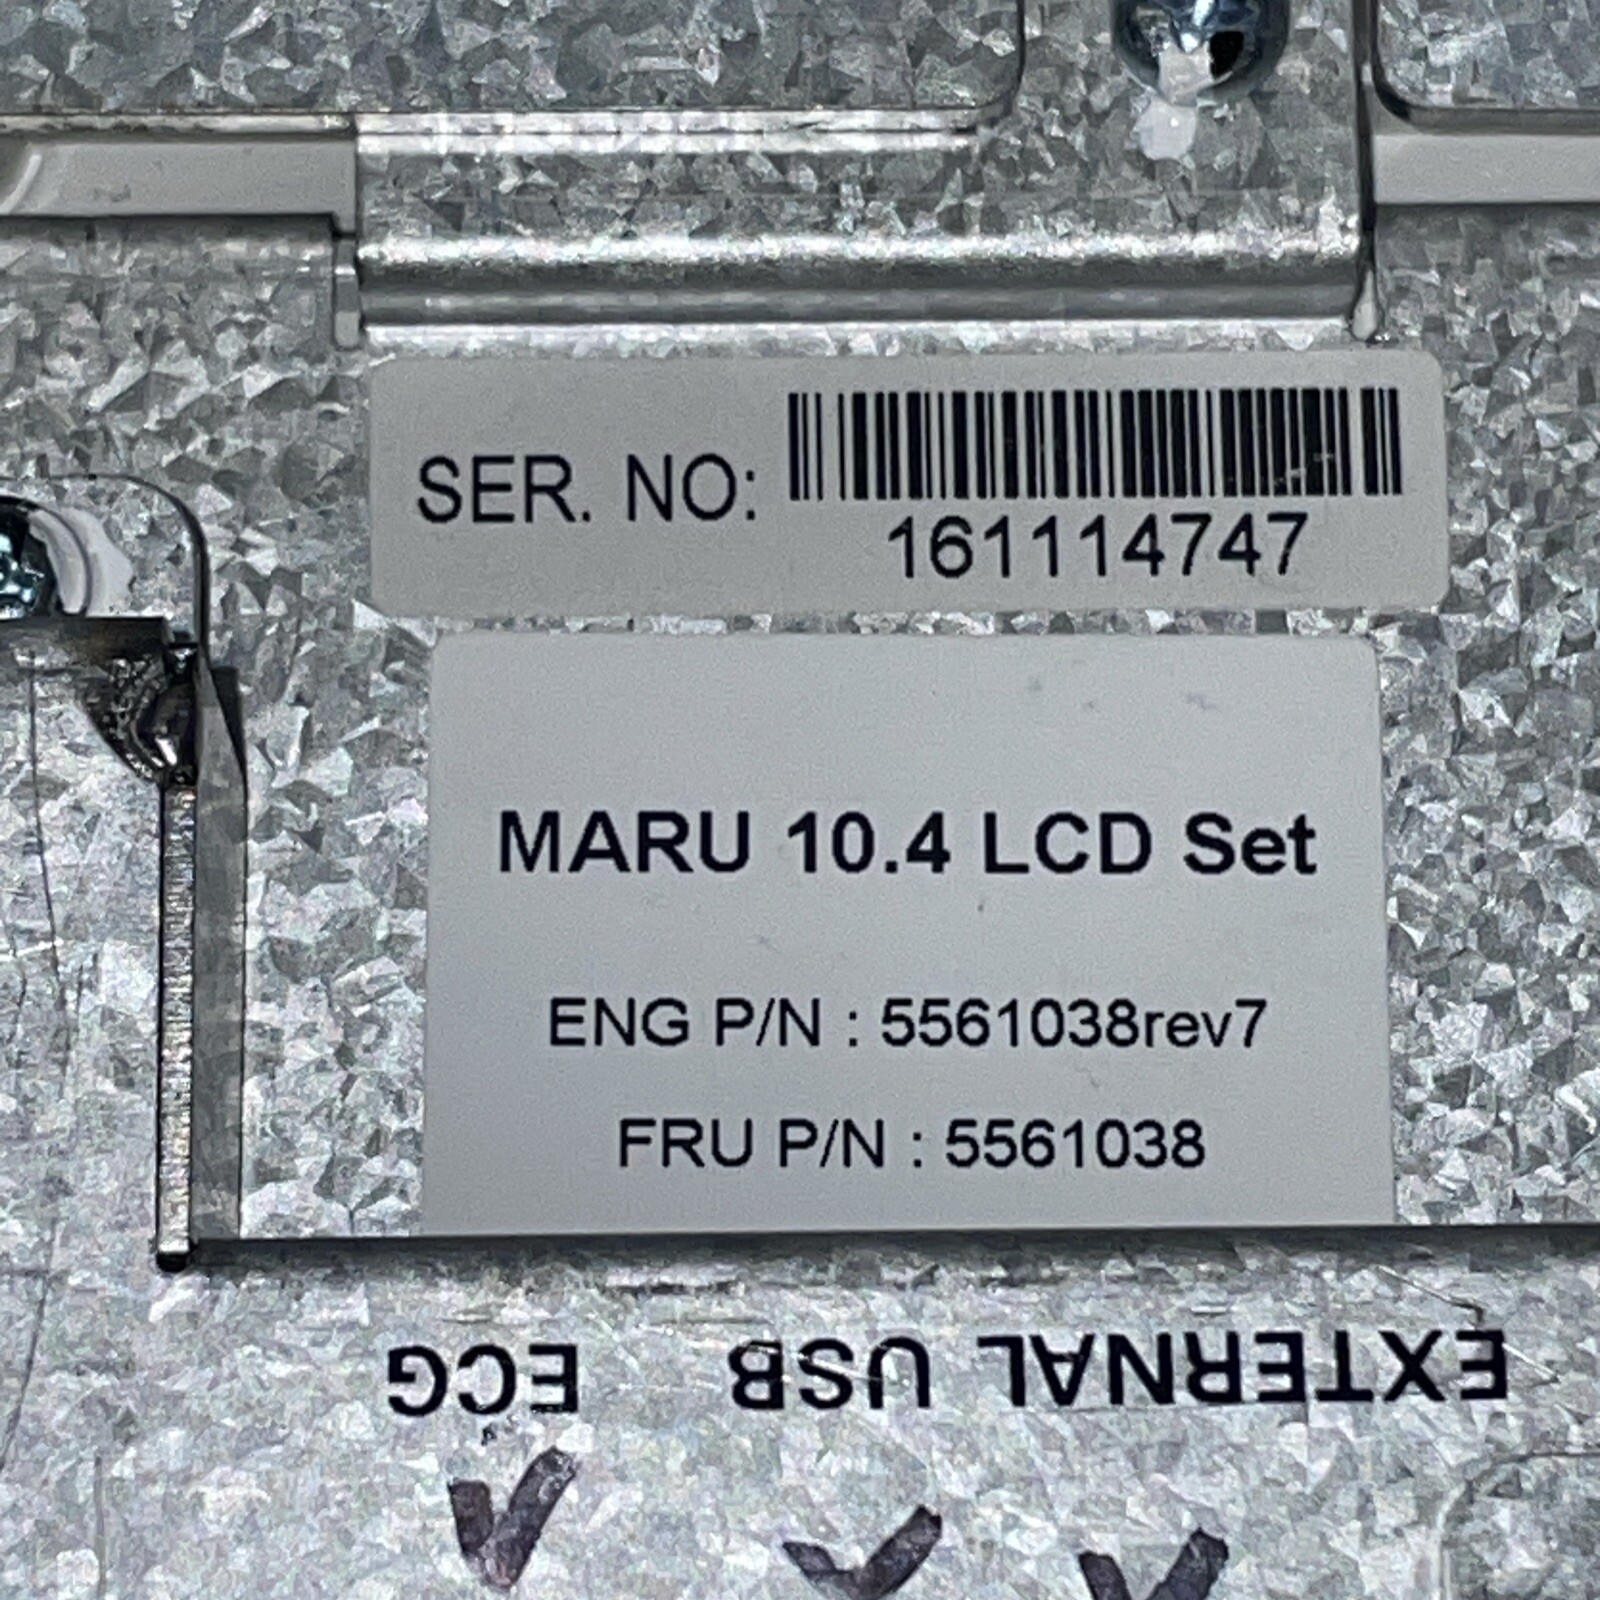 SER. NO:
161114747
MARU 10.4 LCD Set
ENG P/N : 5561038rev7
FRU P/N : 5561038
EXTERNAL USB ECG